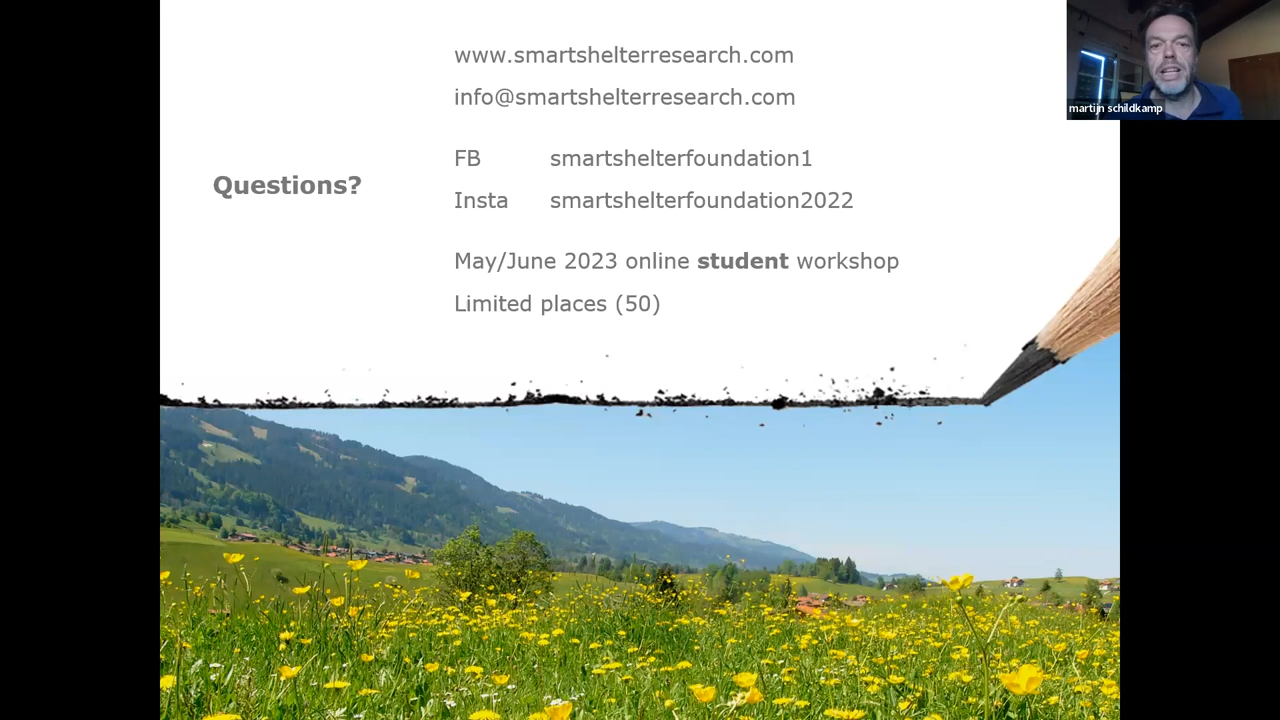 www.smartshelterresearch.com
info@smartshelterresearch.com
FB smartshelterfoundation1
Questions?
Insta smartshelterfoundation2022
May/June 2023 online student workshop
Limited places (50)
martijn schildkamp